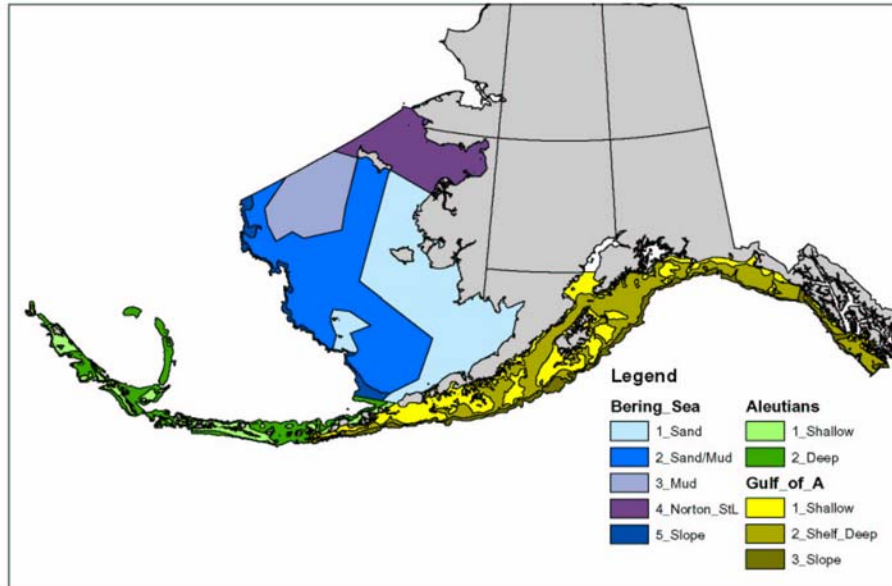 Legend
Bering_Sea
1_Sand
2_Sand/Mud
3_Mud
4_Norton_StL
5_Slope
Aleutians
1_Shallow
2_Deep
Gulf_of_A
1_Shallow
2_Shelf_Deep
3_Slope